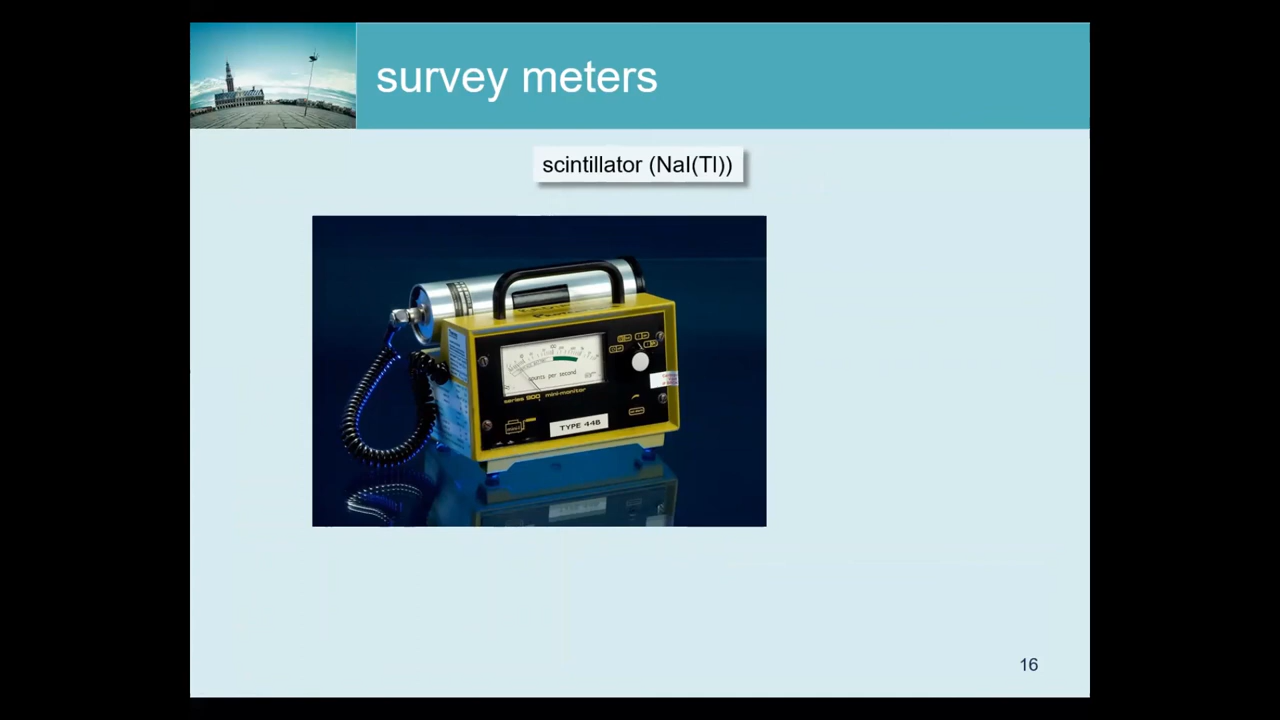 survey meters
scintillator (NaI(Tl))
counts per second
series 900 mini-monitor
TYPE 44B
16